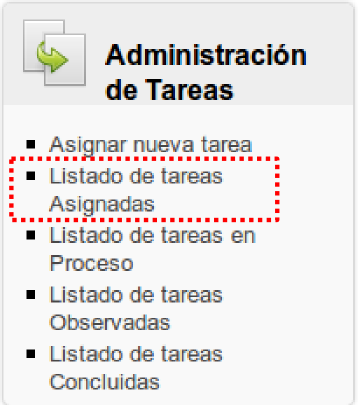 Administración
de Tareas
Asignar nueva tarea
Listado de tareas
Asignadas
Listado de tareas en
Proceso
Listado de tareas
Observadas
Listado de tareas
Concluidas